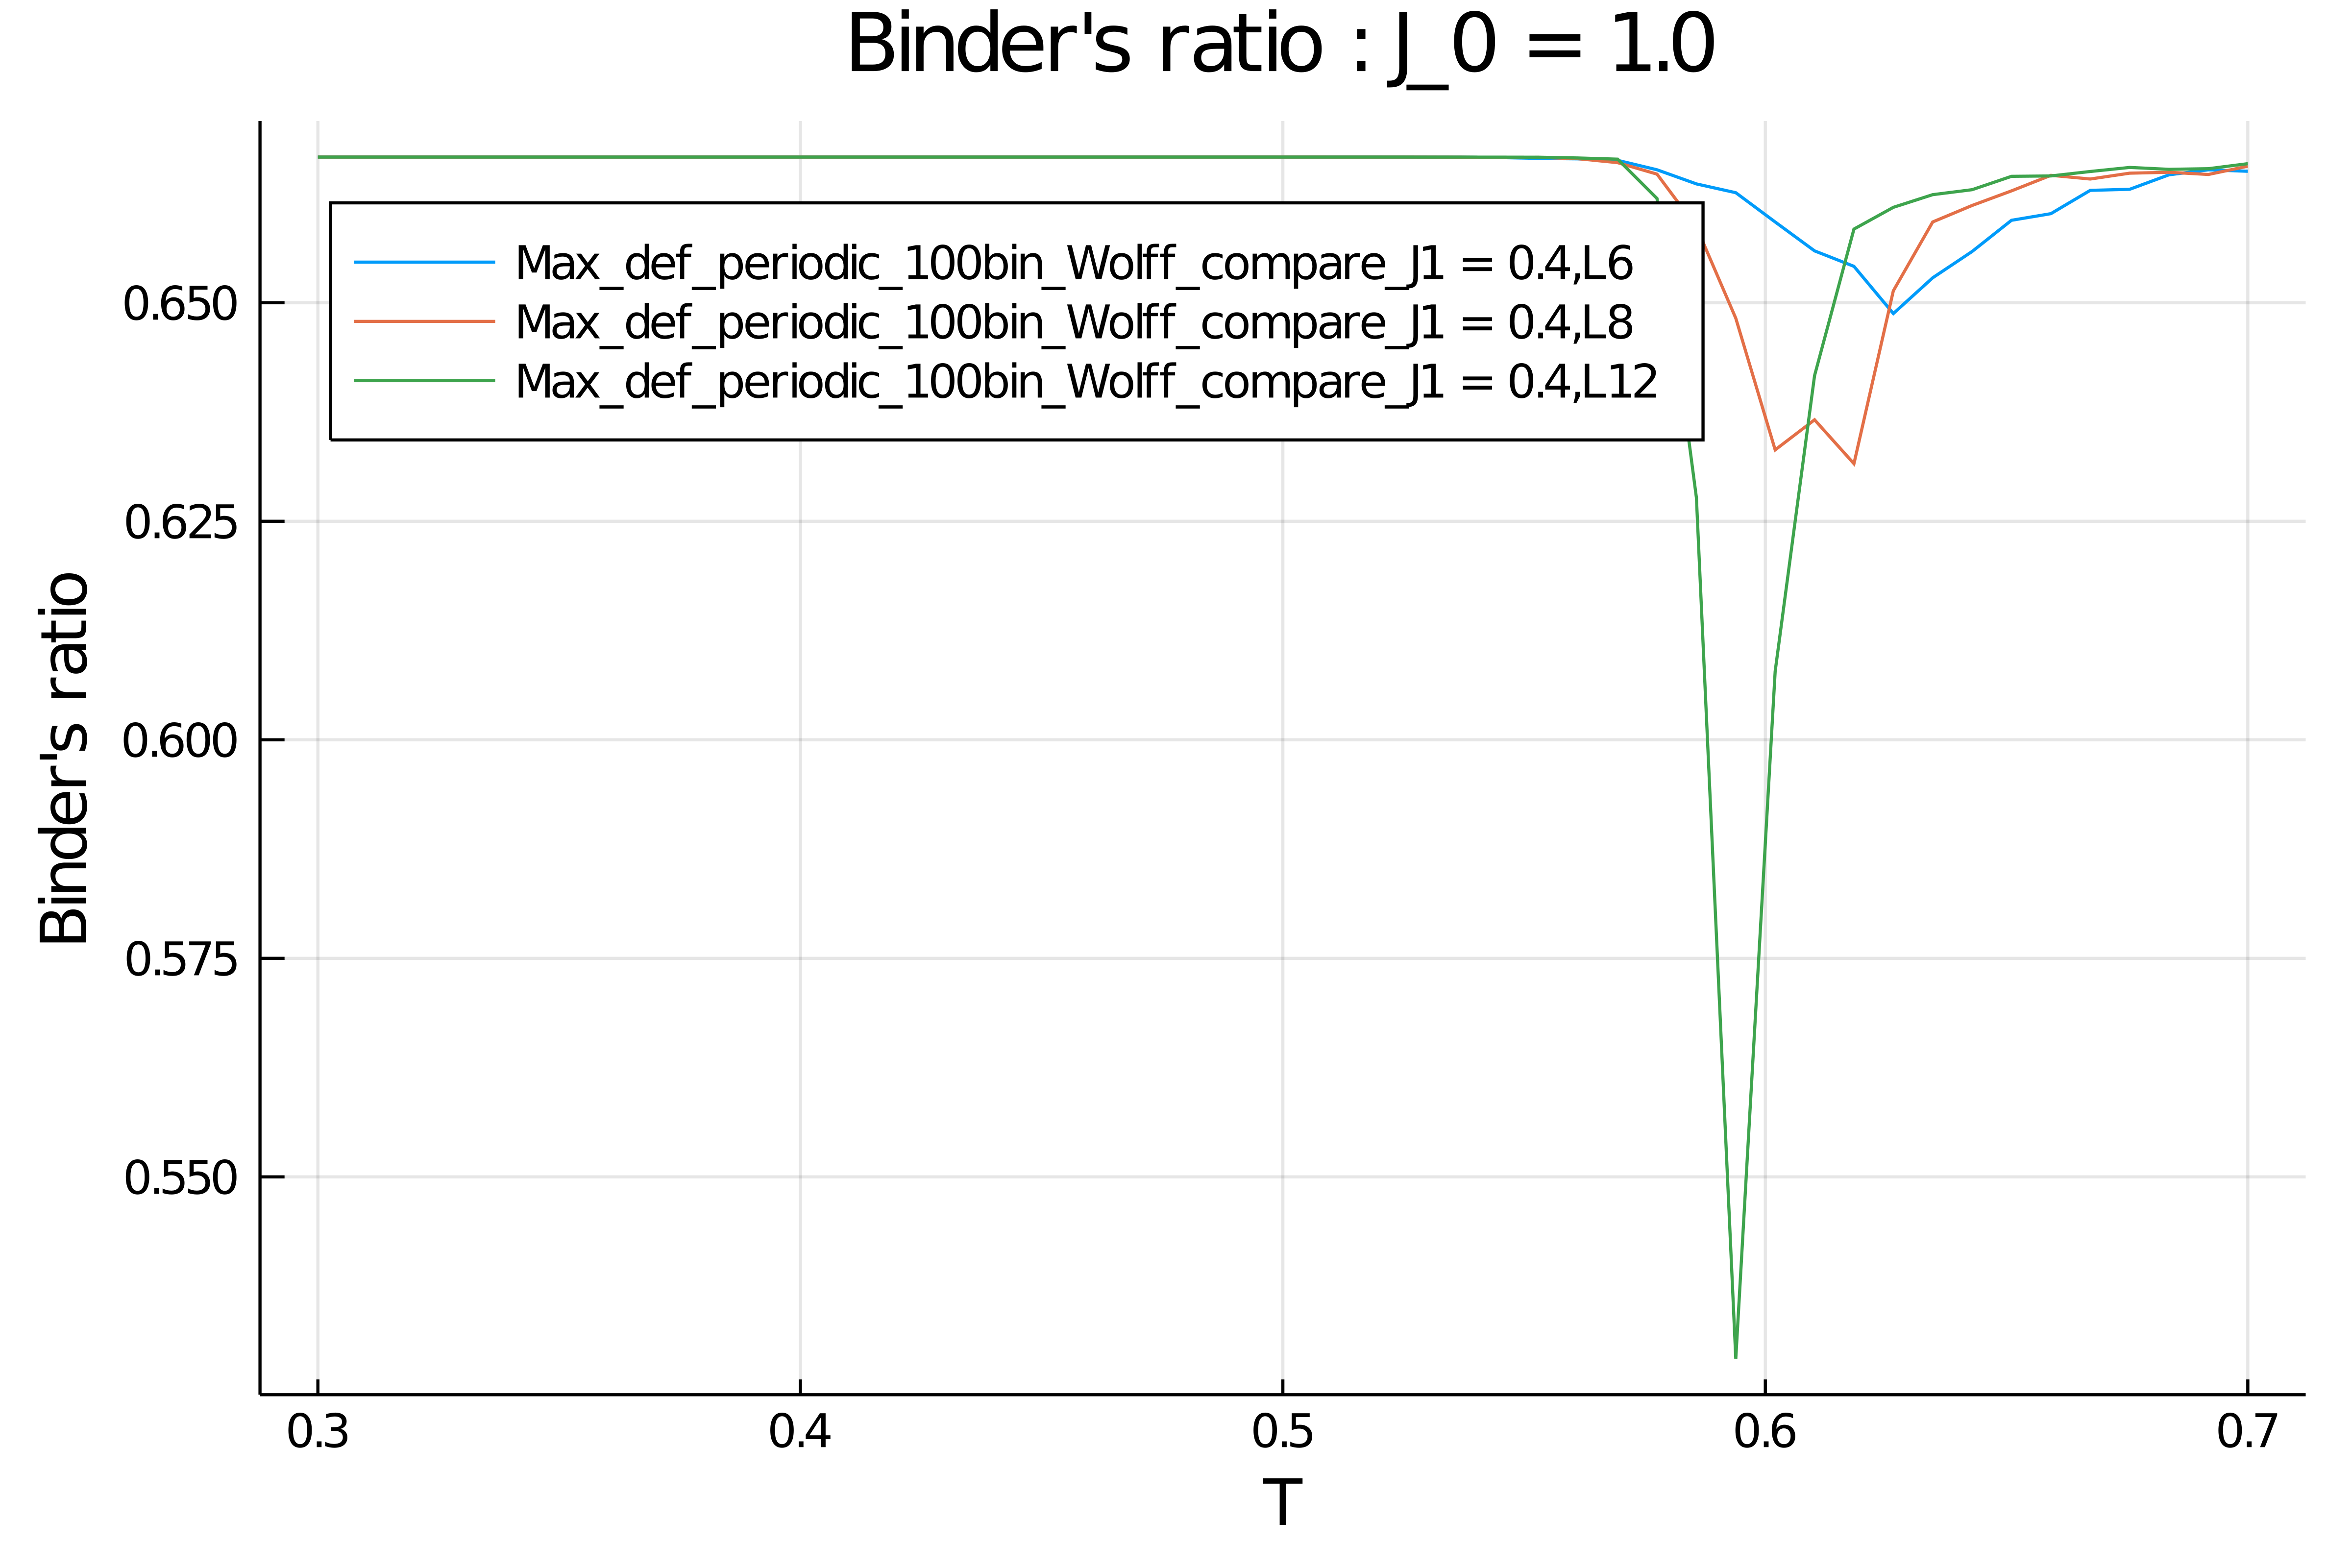 Binder's ratio : J_0 = 1.0
Binder's ratio
0.650
0.625
0.600
0.575
0.550
Max_def_periodic_100bin_Wolff_compare_J1 = 0.4,L6
Max_def_periodic_100bin_Wolff_compare_J1 = 0.4,L8
Max_def_periodic_100bin_Wolff_compare_J1 = 0.4,L12
0.3 0.4 0.5 0.6 0.7
T